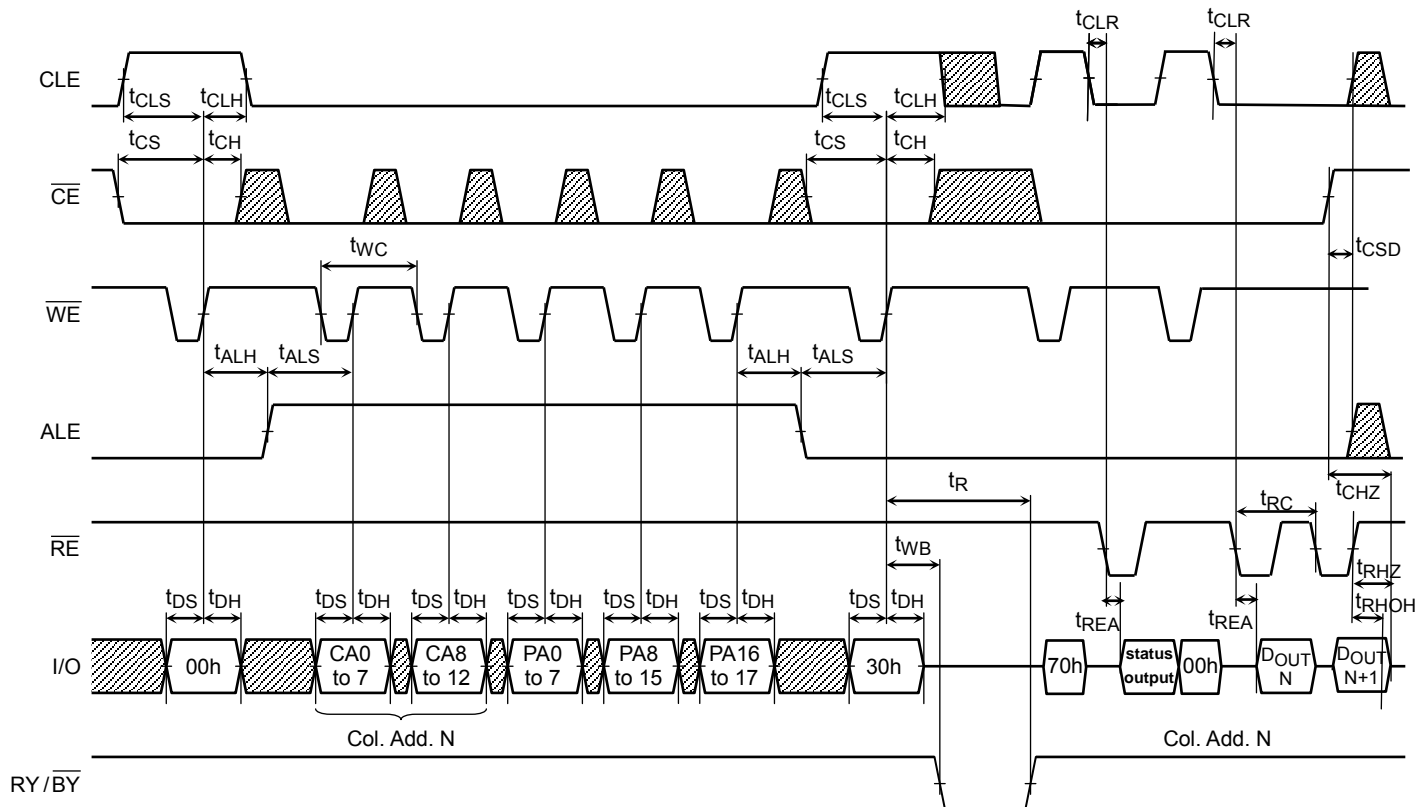 tCLR tCLR
CLE
tCLS tCLH tCLS tCLH
tCS tCH tCS tCH
CE
tWC tCSD
WE
tALH tALS tALH tALS
ALE
tR tCHZ
tRC
RE
tWB
tRHZ
tDS tDH tDS tDH tDS tDH tDS tDH tDS tDH tDS tDH tDS tDH tRHOH
tREA tREA
I/O 00h CA0 to 7 CA8 to 12 PA0 to 7 PA8 to 15 PA16 to 17 30h 70h status output 00h DOUT N DOUT N+1
Col. Add. N Col. Add. N
RY/BY